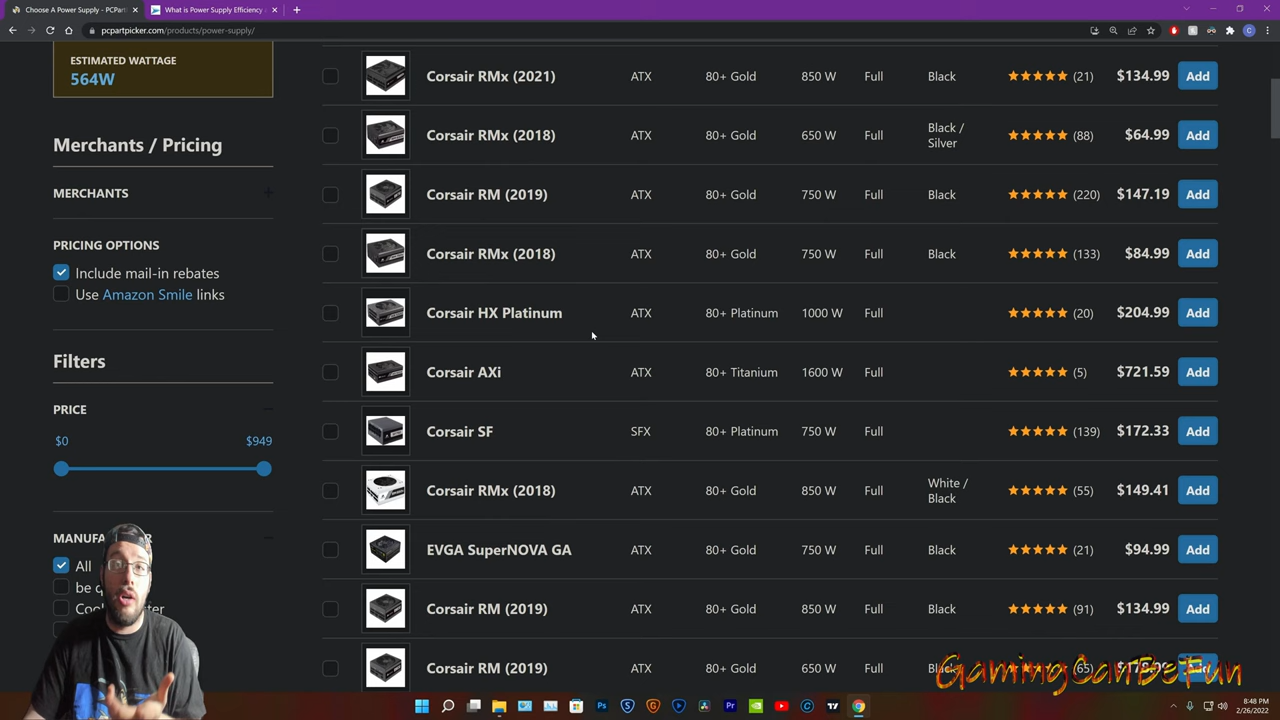 Choose A Power Supply - PCPart
What is Power Supply Efficiency
pcpartpicker.com/products/power-supply/
ESTIMATED WATTAGE
564W
Merchants / Pricing
MERCHANTS
PRICING OPTIONS
Include mail-in rebates
Use Amazon Smile links
Filters
PRICE
$0 $949
All
Corsair RMx (2021) ATX 80+ Gold 850 W Full Black (21) $134.99 Add
Corsair RMx (2018) ATX 80+ Gold 650 W Full Black / Silver (88) $64.99 Add
Corsair RM (2019) ATX 80+ Gold 750 W Full Black (220) $147.19 Add
Corsair RMx (2018) ATX 80+ Gold 750 W Full Black (133) $84.99 Add
Corsair HX Platinum ATX 80+ Platinum 1000 W Full (20) $204.99 Add
Corsair AXi ATX 80+ Titanium 1600 W Full (5) $721.59 Add
Corsair SF SFX 80+ Platinum 750 W Full (139) $172.33 Add
Corsair RMx (2018) ATX 80+ Gold Full White / Black $149.41 Add
EVGA SuperNOVA GA ATX 80+ Gold 750 W Full Black (21) $94.99 Add
Corsair RM (2019) ATX 80+ Gold 850 W Full Black (91) $134.99 Add
Corsair RM (2019) ATX 80+ Gold 650 W Full
GamingCanBeFun
8:48 PM
2/26/2022